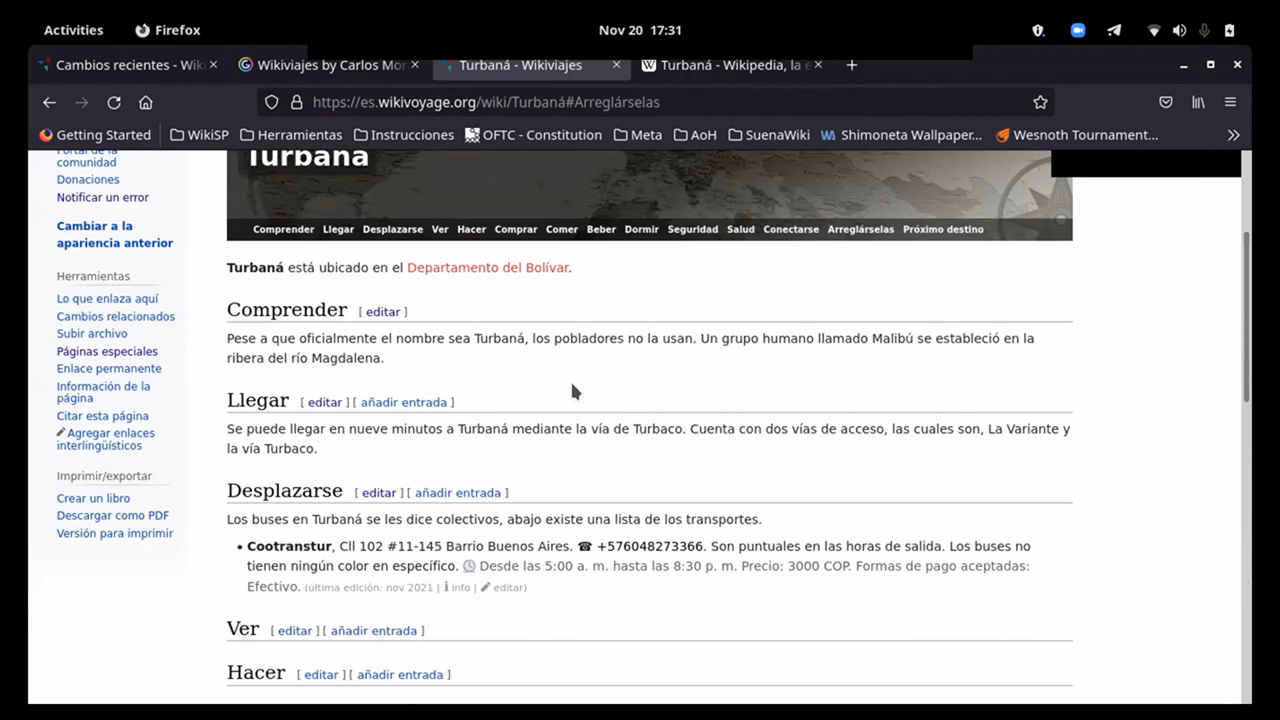 Activities Firefox Nov 20 17:31
Cambios recientes - Wiki Wikiviajes by Carlos Mor Turbaná - Wikiviajes Turbaná - Wikipedia, la e
https://es.wikivoyage.org/wiki/Turbaná#Arreglárselas
Getting Started WikiSP Herramientas Instrucciones OFTC - Constitution Meta AoH SuenaWiki Shimoneta Wallpaper... Wesnoth Tournament...
Portal de la
comunidad
Donaciones
Notificar un error
Cambiar a la
apariencia anterior
Herramientas
Lo que enlaza aquí
Cambios relacionados
Subir archivo
Páginas especiales
Enlace permanente
Información de la
página
Citar esta página
Agregar enlaces
interlingüísticos
Imprimir/exportar
Crear un libro
Descargar como PDF
Versión para imprimir
Turbaná
Comprender Llegar Desplazarse Ver Hacer Comprar Comer Beber Dormir Seguridad Salud Conectarse Arreglárselas Próximo destino
Turbaná está ubicado en el Departamento del Bolívar.
Comprender [ editar ]
Pese a que oficialmente el nombre sea Turbaná, los pobladores no la usan. Un grupo humano llamado Malibú se estableció en la
ribera del río Magdalena.
Llegar [ editar ][ añadir entrada ]
Se puede llegar en nueve minutos a Turbaná mediante la vía de Turbaco. Cuenta con dos vías de acceso, las cuales son, La Variante y
la vía Turbaco.
Desplazarse [ editar ][ añadir entrada ]
Los buses en Turbaná se les dice colectivos, abajo existe una lista de los transportes.
• Cootranstur, Cll 102 #11-145 Barrio Buenos Aires. ☎ +576048273366. Son puntuales en las horas de salida. Los buses no
tienen ningún color en específico. Desde las 5:00 a. m. hasta las 8:30 p. m. Precio: 3000 COP. Formas de pago aceptadas:
Efectivo. (última edición: nov 2021 | info | editar)
Ver [ editar ][ añadir entrada ]
Hacer [ editar ][ añadir entrada ]